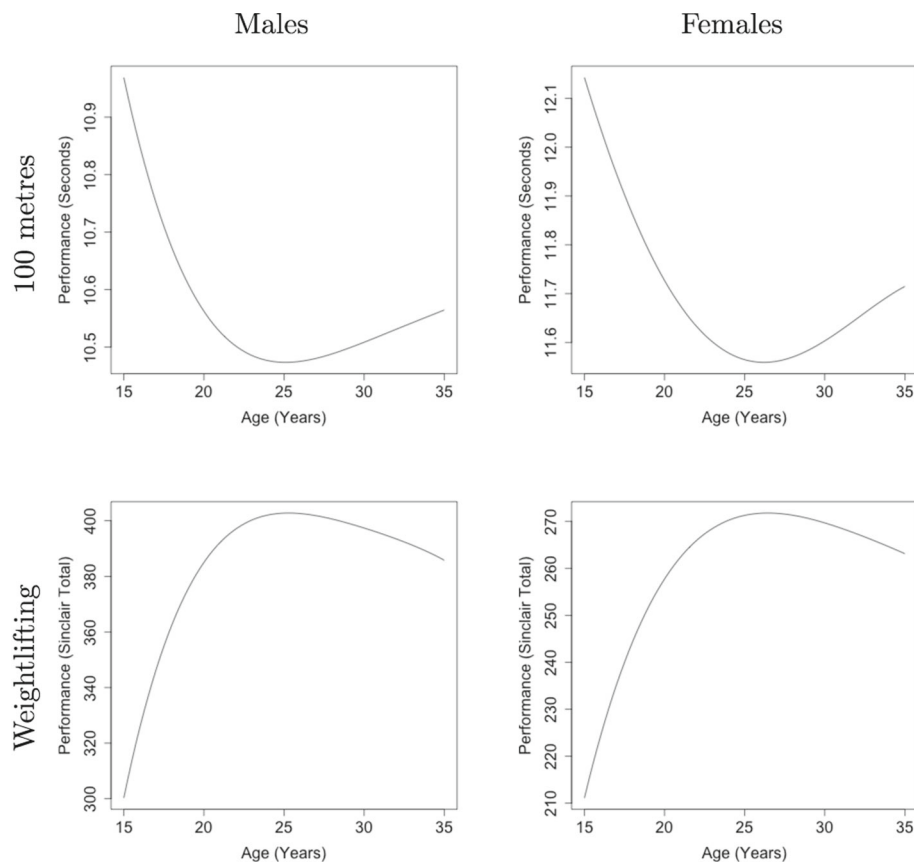 Males
Females
100 metres
Performance (Seconds)
10.5 10.6 10.7 10.8 10.9
15 20 25 30 35
Age (Years)
Performance (Seconds)
11.6 11.7 11.8 11.9 12.0 12.1
15 20 25 30 35
Age (Years)
Weightlifting
Performance (Sinclair Total)
300 320 340 360 380 400
15 20 25 30 35
Age (Years)
Performance (Sinclair Total)
210 220 230 240 250 260 270
15 20 25 30 35
Age (Years)